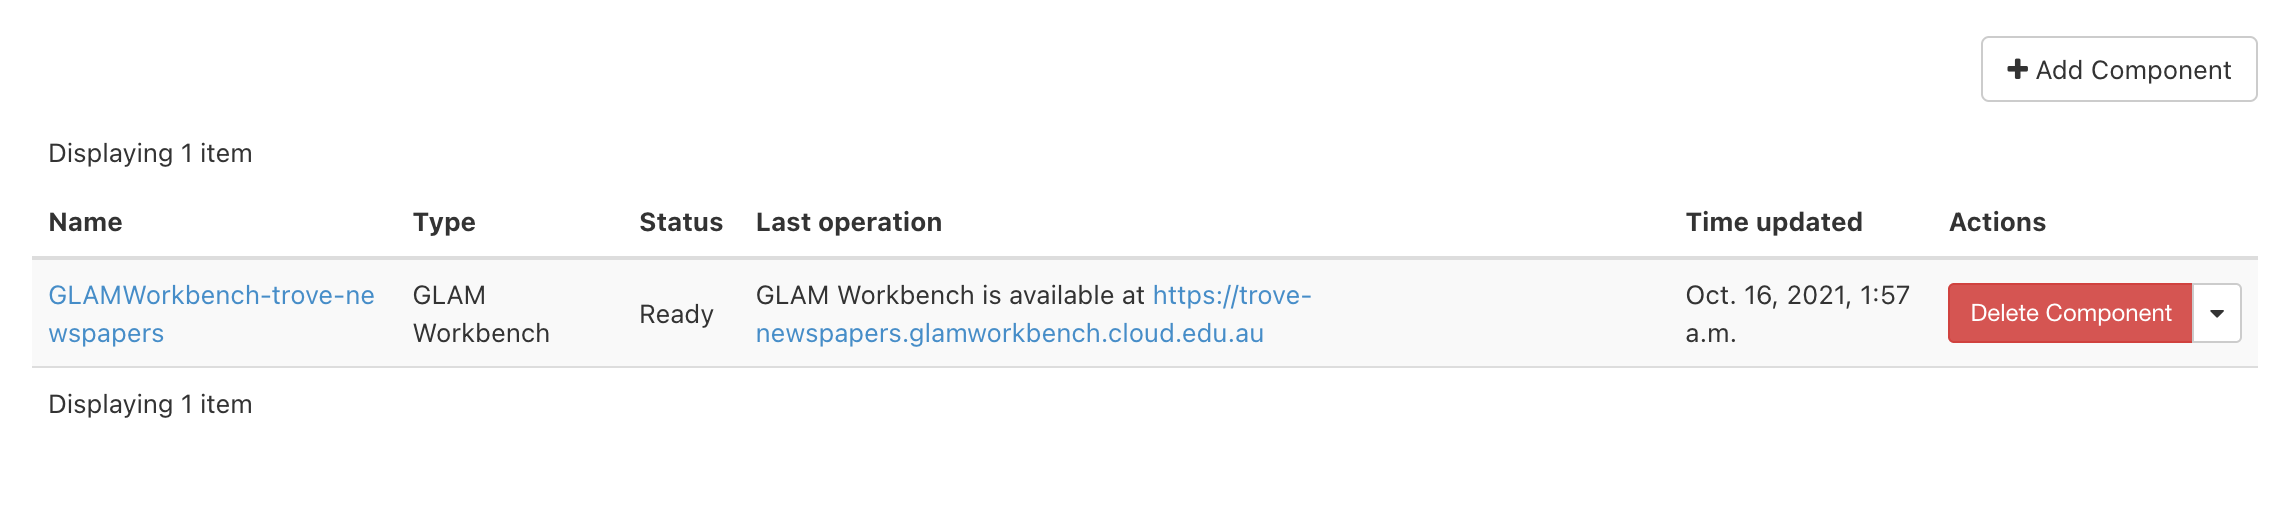 Add Component
Displaying 1 item
Name Type Status Last operation Time updated Actions
GLAMWorkbench-trove-ne
wspapers
GLAM
Workbench
Ready
GLAM Workbench is available at https://trove-
newspapers.glamworkbench.cloud.edu.au
Oct. 16, 2021, 1:57
a.m.
Delete Component
Displaying 1 item